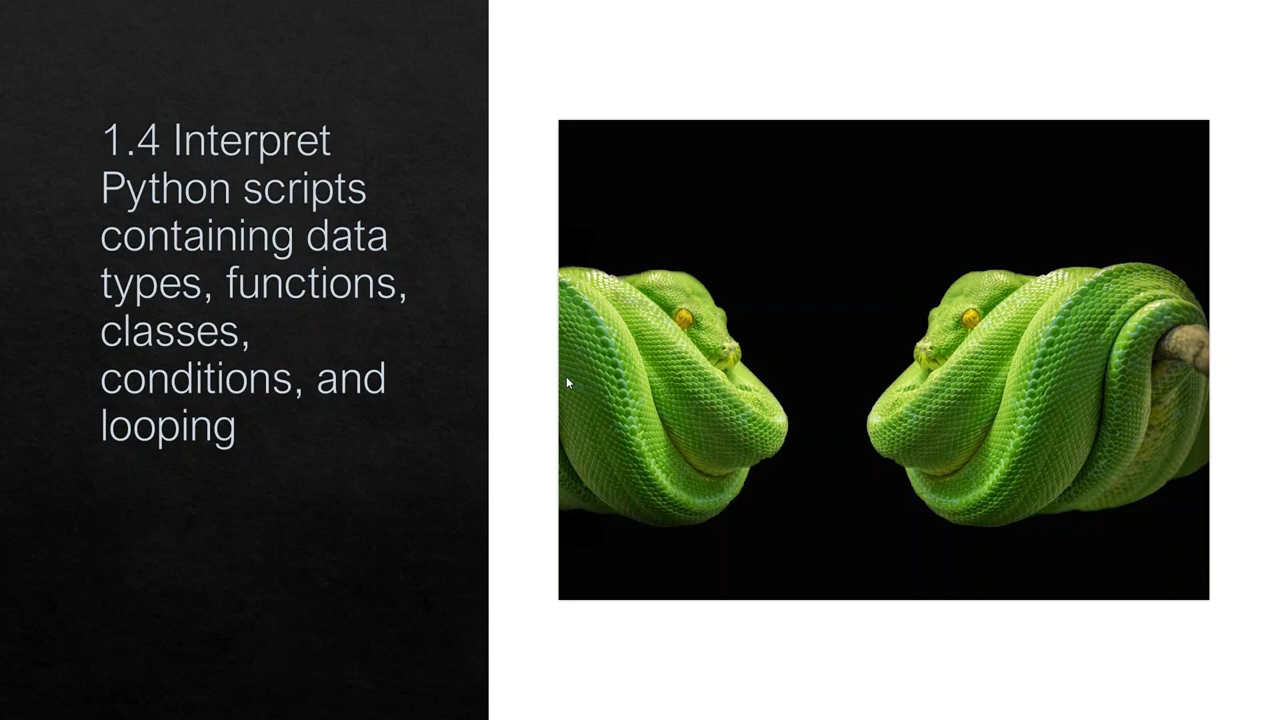 1.4 Interpret
Python scripts
containing data
types, functions,
classes,
conditions, and
looping